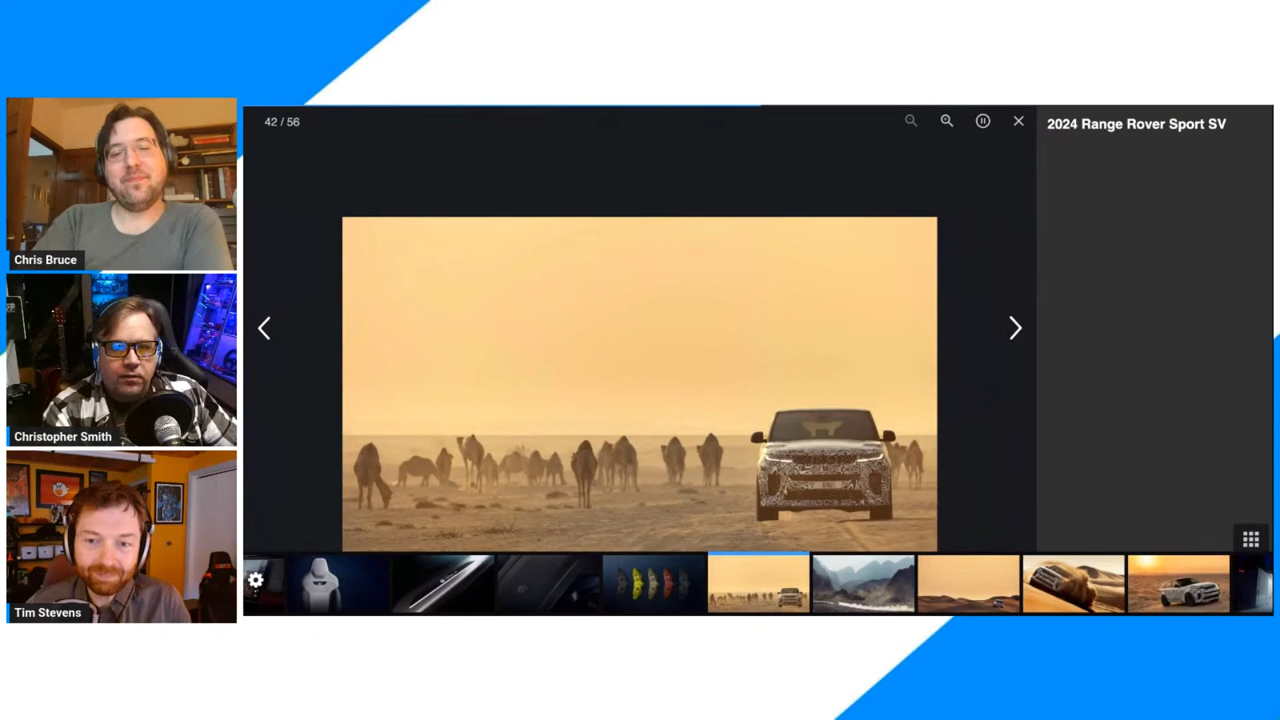 42 / 56
2024 Range Rover Sport SV
Chris Bruce
Christopher Smith
Tim Stevens